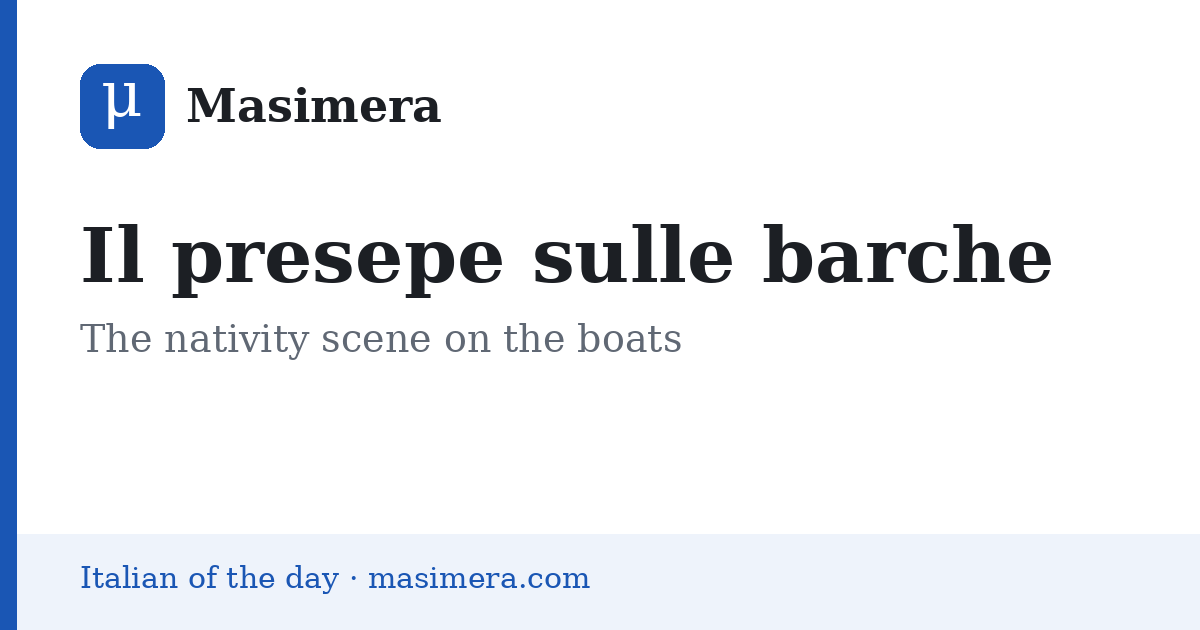 μ
Masimera
Il presepe sulle barche
The nativity scene on the boats
Italian of the day · masimera.com